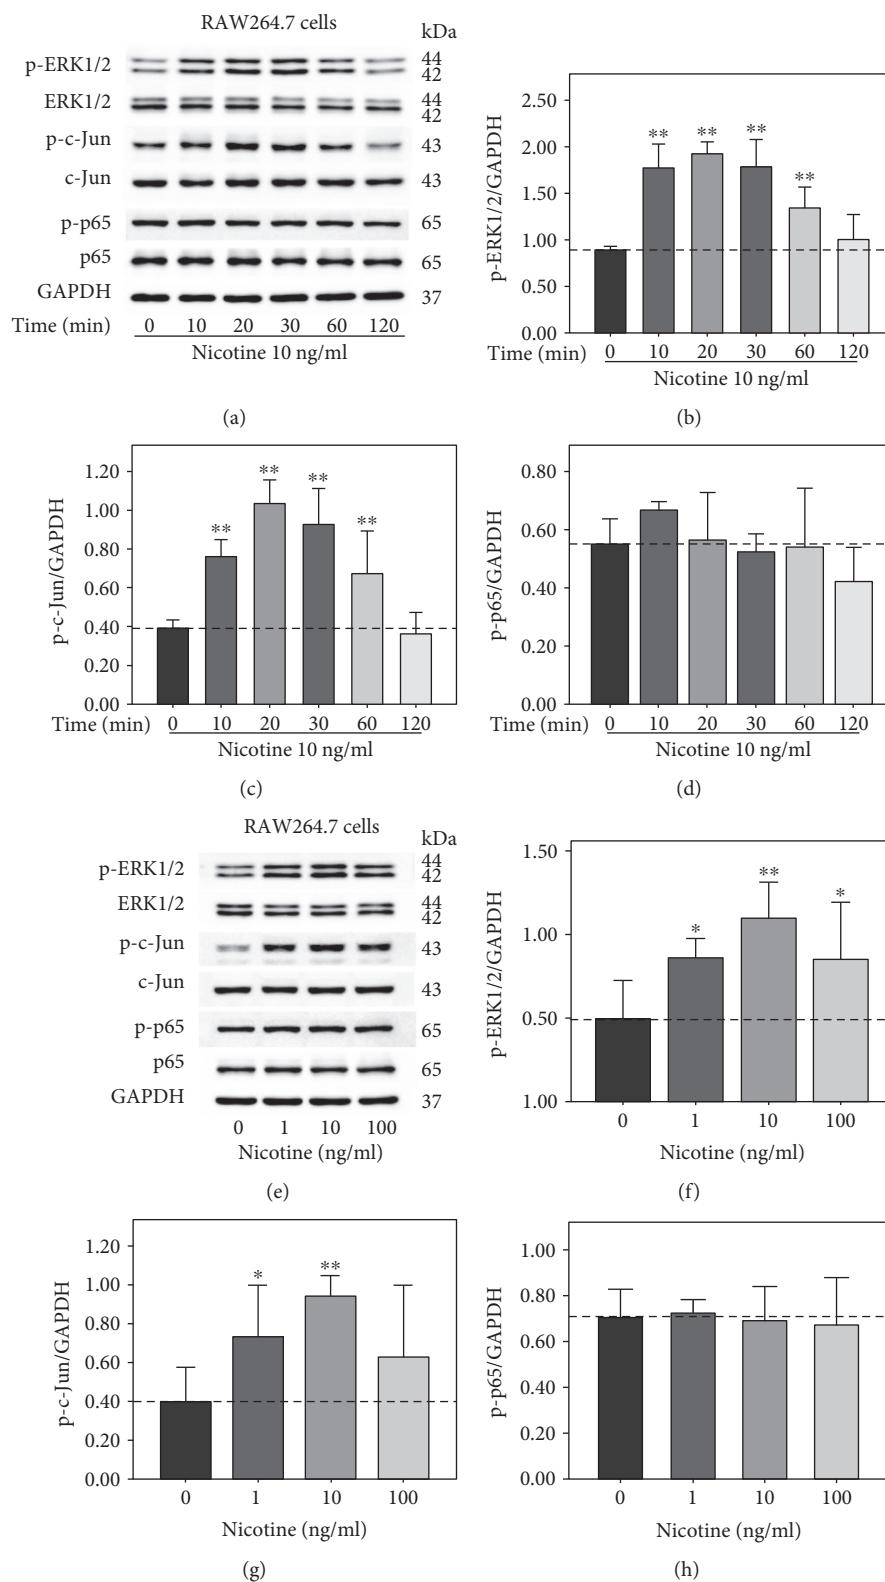 RAW264.7 cells
kDa
p-ERK1/2 44
42
ERK1/2 44
42
p-c-Jun 43
c-Jun 43
p-p65 65
p65 65
GAPDH 37
Time (min) 0 10 20 30 60 120
Nicotine 10 ng/ml
(a)
p-ERK1/2/GAPDH
2.50
2.00
1.50
1.00
0.50
0.00
** ** ** **
Time (min) 0 10 20 30 60 120
Nicotine 10 ng/ml
(b)
p-c-Jun/GAPDH
1.20
1.00
0.80
0.60
0.40
0.20
0.00
** ** ** **
Time (min) 0 10 20 30 60 120
Nicotine 10 ng/ml
(c)
p-p65/GAPDH
0.80
0.60
0.40
0.20
0.00
Time (min) 0 10 20 30 60 120
Nicotine 10 ng/ml
(d)
RAW264.7 cells
kDa
p-ERK1/2 44
42
ERK1/2 44
42
p-c-Jun 43
c-Jun 43
p-p65 65
p65 65
GAPDH 37
0 1 10 100
Nicotine (ng/ml)
(e)
p-ERK1/2/GAPDH
1.50
1.00
0.50
1.00
* ** *
0 1 10 100
Nicotine (ng/ml)
(f)
p-c-Jun/GAPDH
1.20
1.00
0.80
0.60
0.40
0.20
0.00
* **
0 1 10 100
Nicotine (ng/ml)
(g)
p-p65/GAPDH
1.00
0.80
0.60
0.40
0.20
0.00
0 1 10 100
Nicotine (ng/ml)
(h)